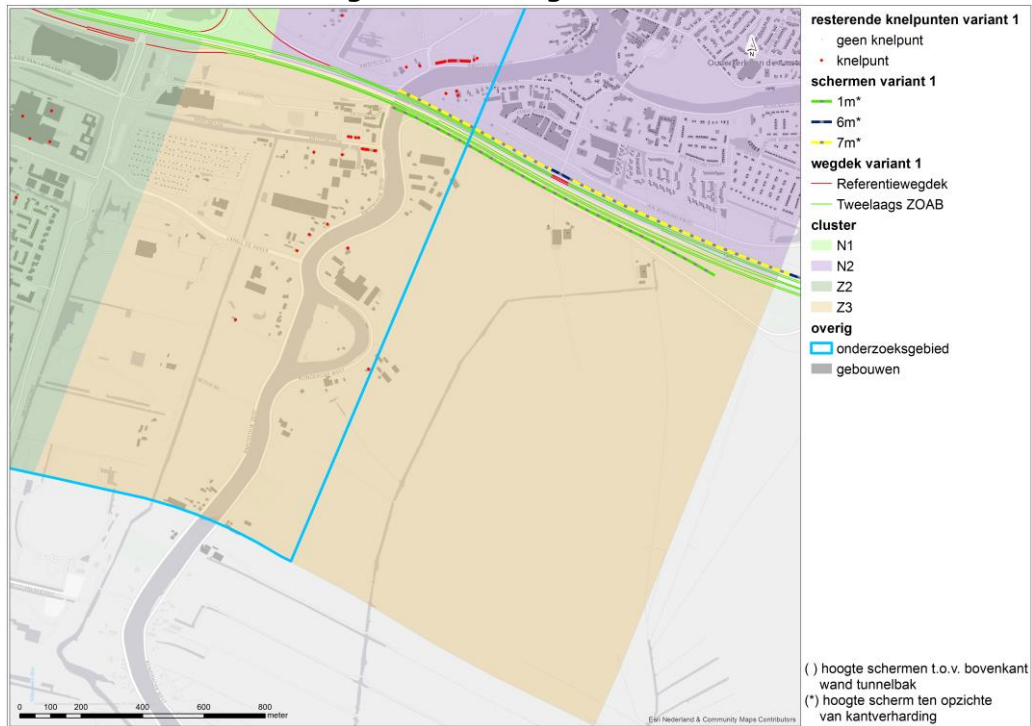 resterende knelpunten variant 1
geen knelpunt
knelpunt
schermen variant 1
1m*
6m*
7m*
wegdek variant 1
Referentiewegdek
Tweelaags ZOAB
cluster
N1
N2
Z2
Z3
overig
onderzoeksgebied
gebouwen
N
0 100 200 400 600 800
meter
Esri Nederland & Community Maps Contributors
( ) hoogte schermen t.o.v. bovenkant
wand tunnelbak
(*) hoogte scherm ten opzichte
van kantverharding